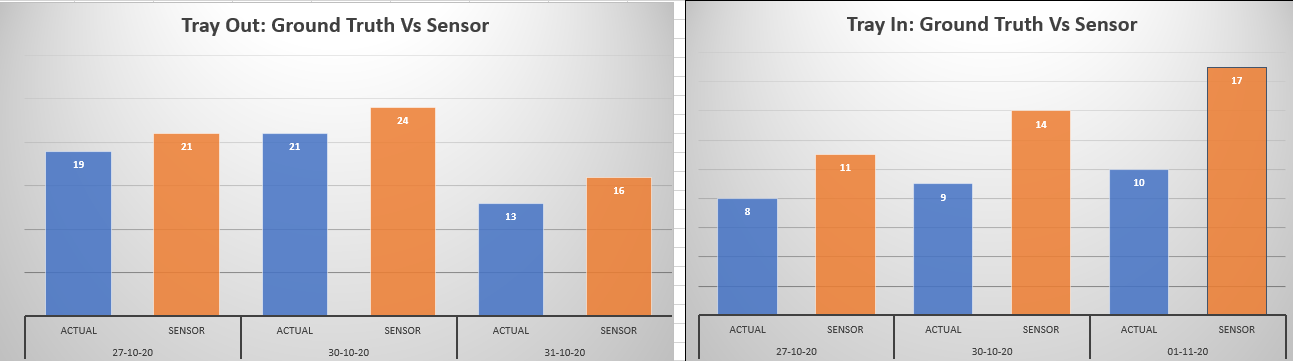 Tray Out: Ground Truth Vs Sensor
19
21
21
24
13
16
ACTUAL SENSOR ACTUAL SENSOR ACTUAL SENSOR
27-10-20 30-10-20 31-10-20
Tray In: Ground Truth Vs Sensor
8
11
9
14
10
17
ACTUAL SENSOR ACTUAL SENSOR ACTUAL SENSOR
27-10-20 30-10-20 01-11-20